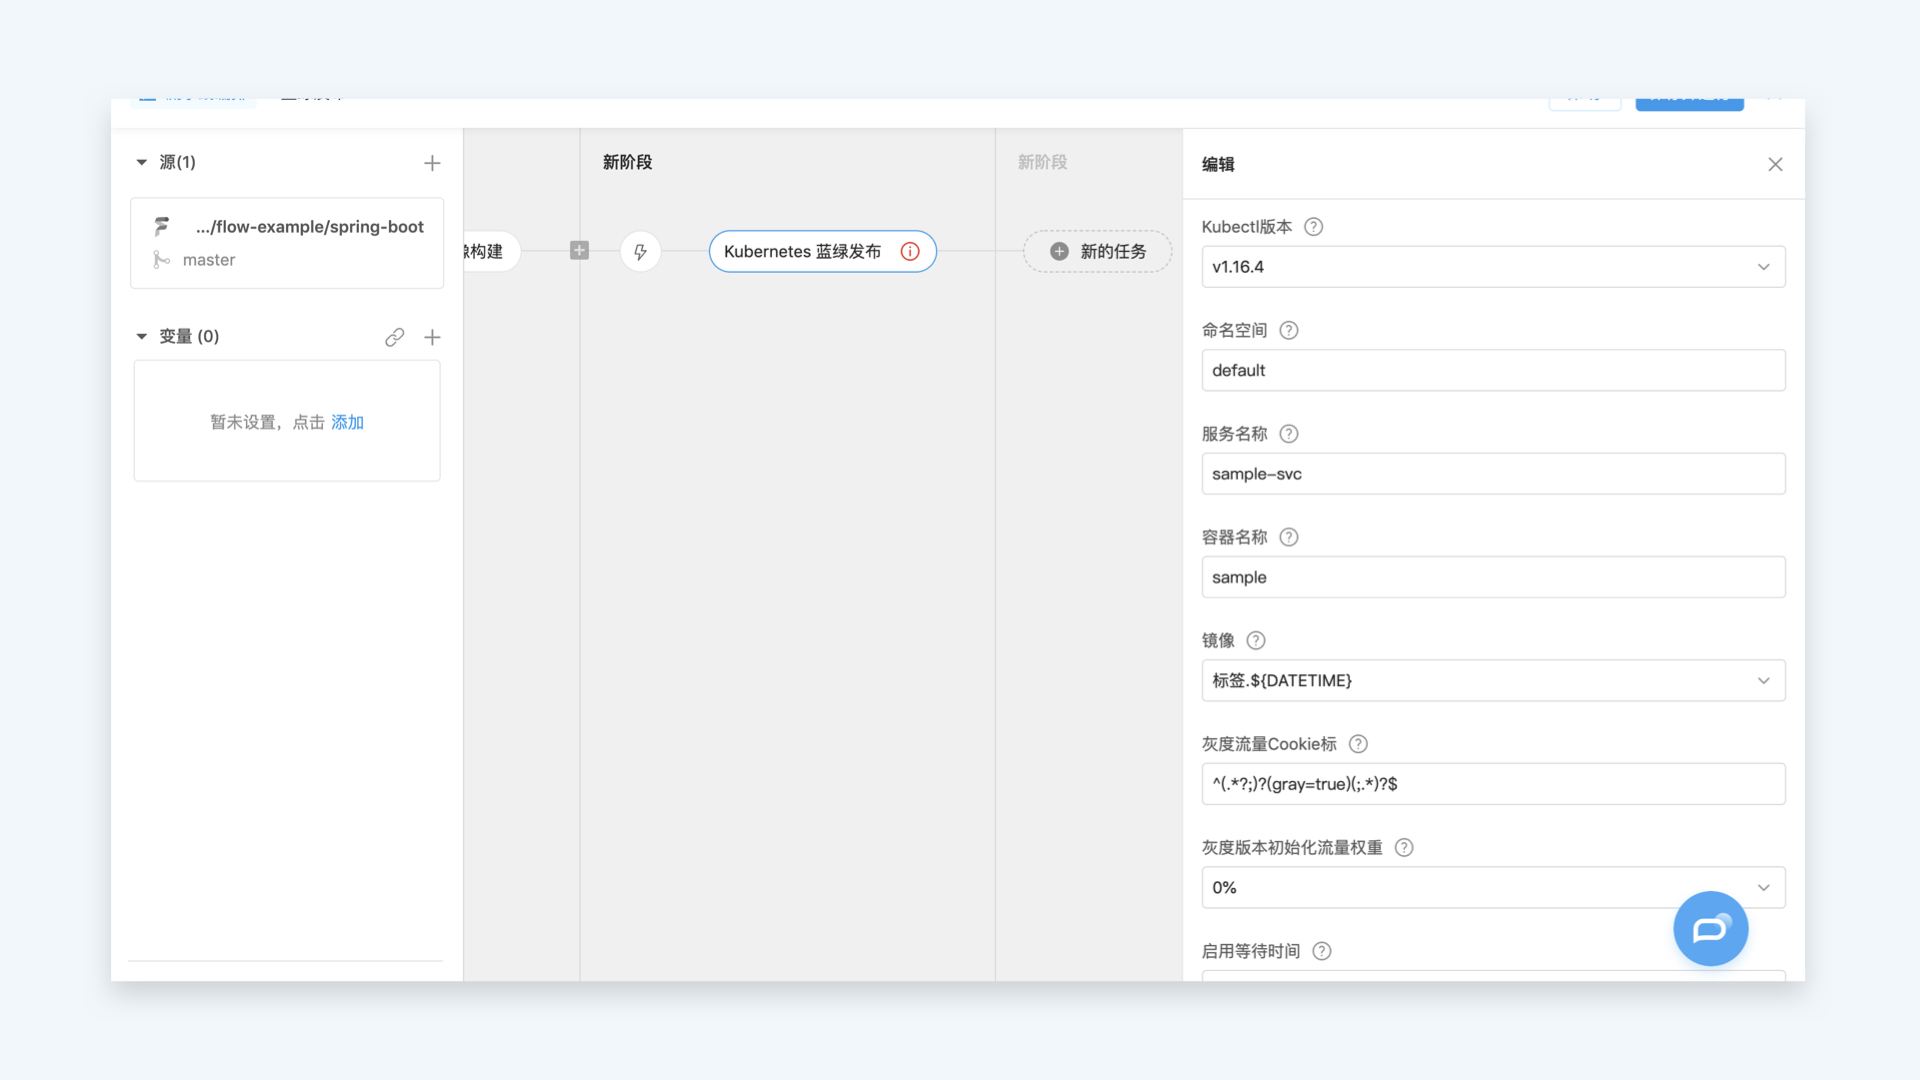 源(1)
.../flow-example/spring-boot
master
变量 (0)
暂未设置，点击 添加
新阶段
构建
Kubernetes 蓝绿发布
新阶段
新的任务
编辑
Kubectl版本
v1.16.4
命名空间
default
服务名称
sample-svc
容器名称
sample
镜像
标签.${DATETIME}
灰度流量Cookie标
^(.*?;)?(gray=true)(;.*)?$
灰度版本初始化流量权重
0%
启用等待时间